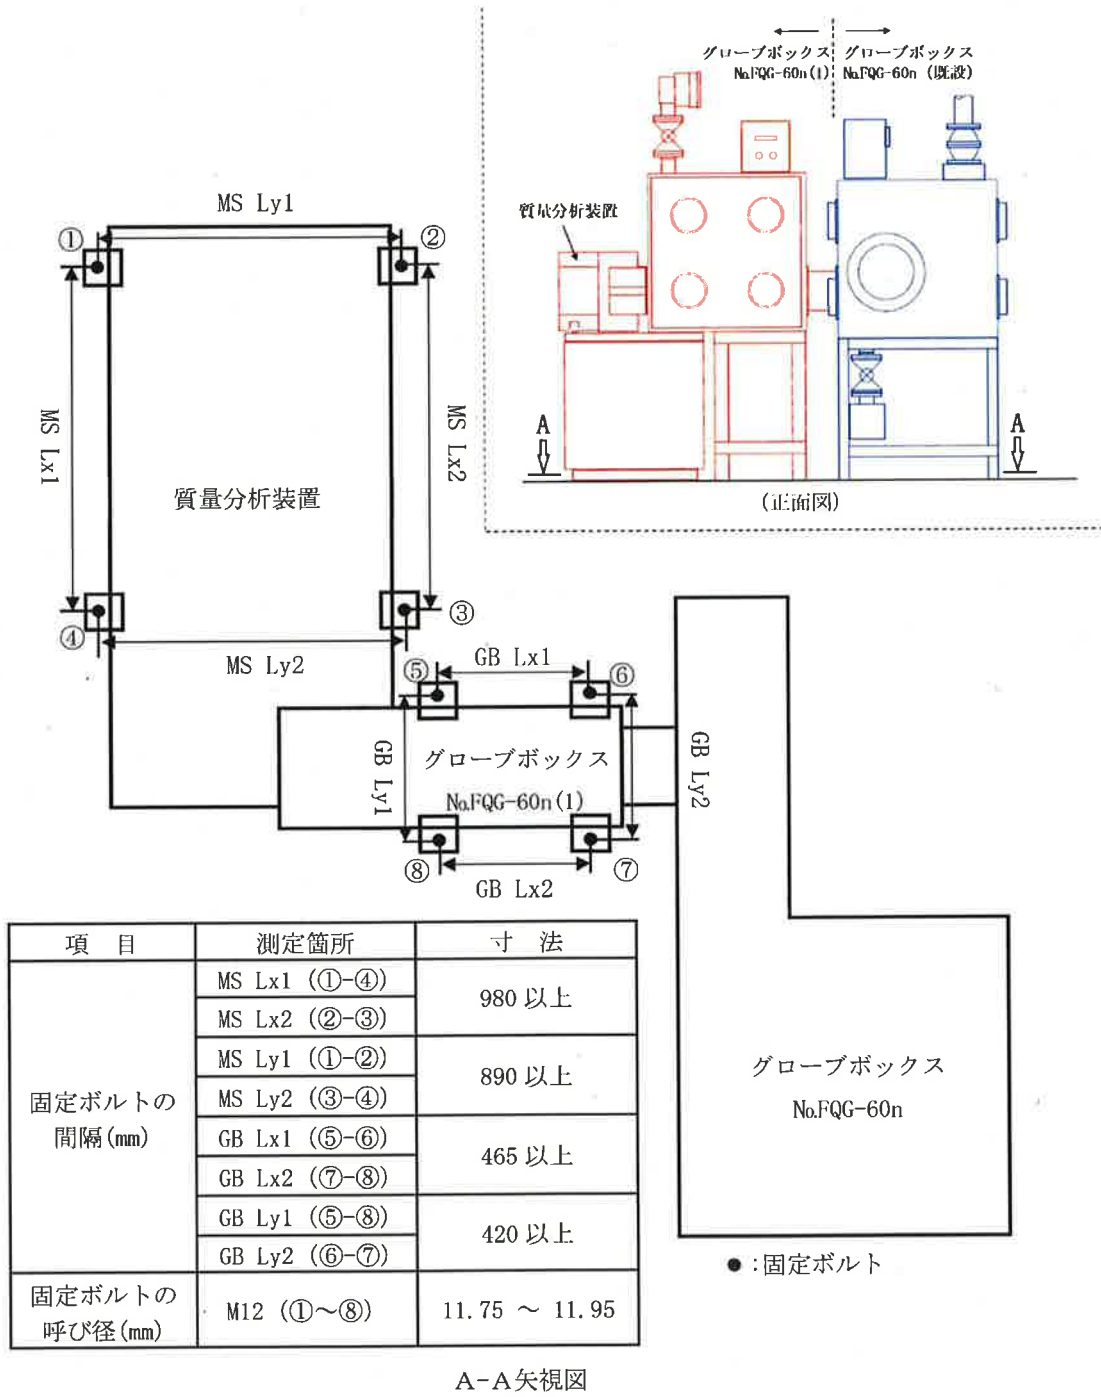 グローブボックス
No.FQG-60n(1)
グローブボックス
No.FQG-60n (既設)
質量分析装置
A
A
(正面図)
MS Ly1
①
②
MS Lx1
MS Lx2
質量分析装置
④
③
MS Ly2
GB Lx1
⑤
⑥
GB Ly1
グローブボックス
No.FQG-60n(1)
GB Ly2
⑧
⑦
GB Lx2
グローブボックス
No.FQG-60n
●:固定ボルト
項 目 測定箇所 寸 法
固定ボルトの
間隔(mm)
MS Lx1 (①-④)
MS Lx2 (②-③)
980 以上
MS Ly1 (①-②)
MS Ly2 (③-④)
890 以上
GB Lx1 (⑤-⑥)
GB Lx2 (⑦-⑧)
465 以上
GB Ly1 (⑤-⑧)
GB Ly2 (⑥-⑦)
420 以上
固定ボルトの
呼び径(mm)
M12 (①～⑧) 11.75 ～ 11.95
A-A矢視図